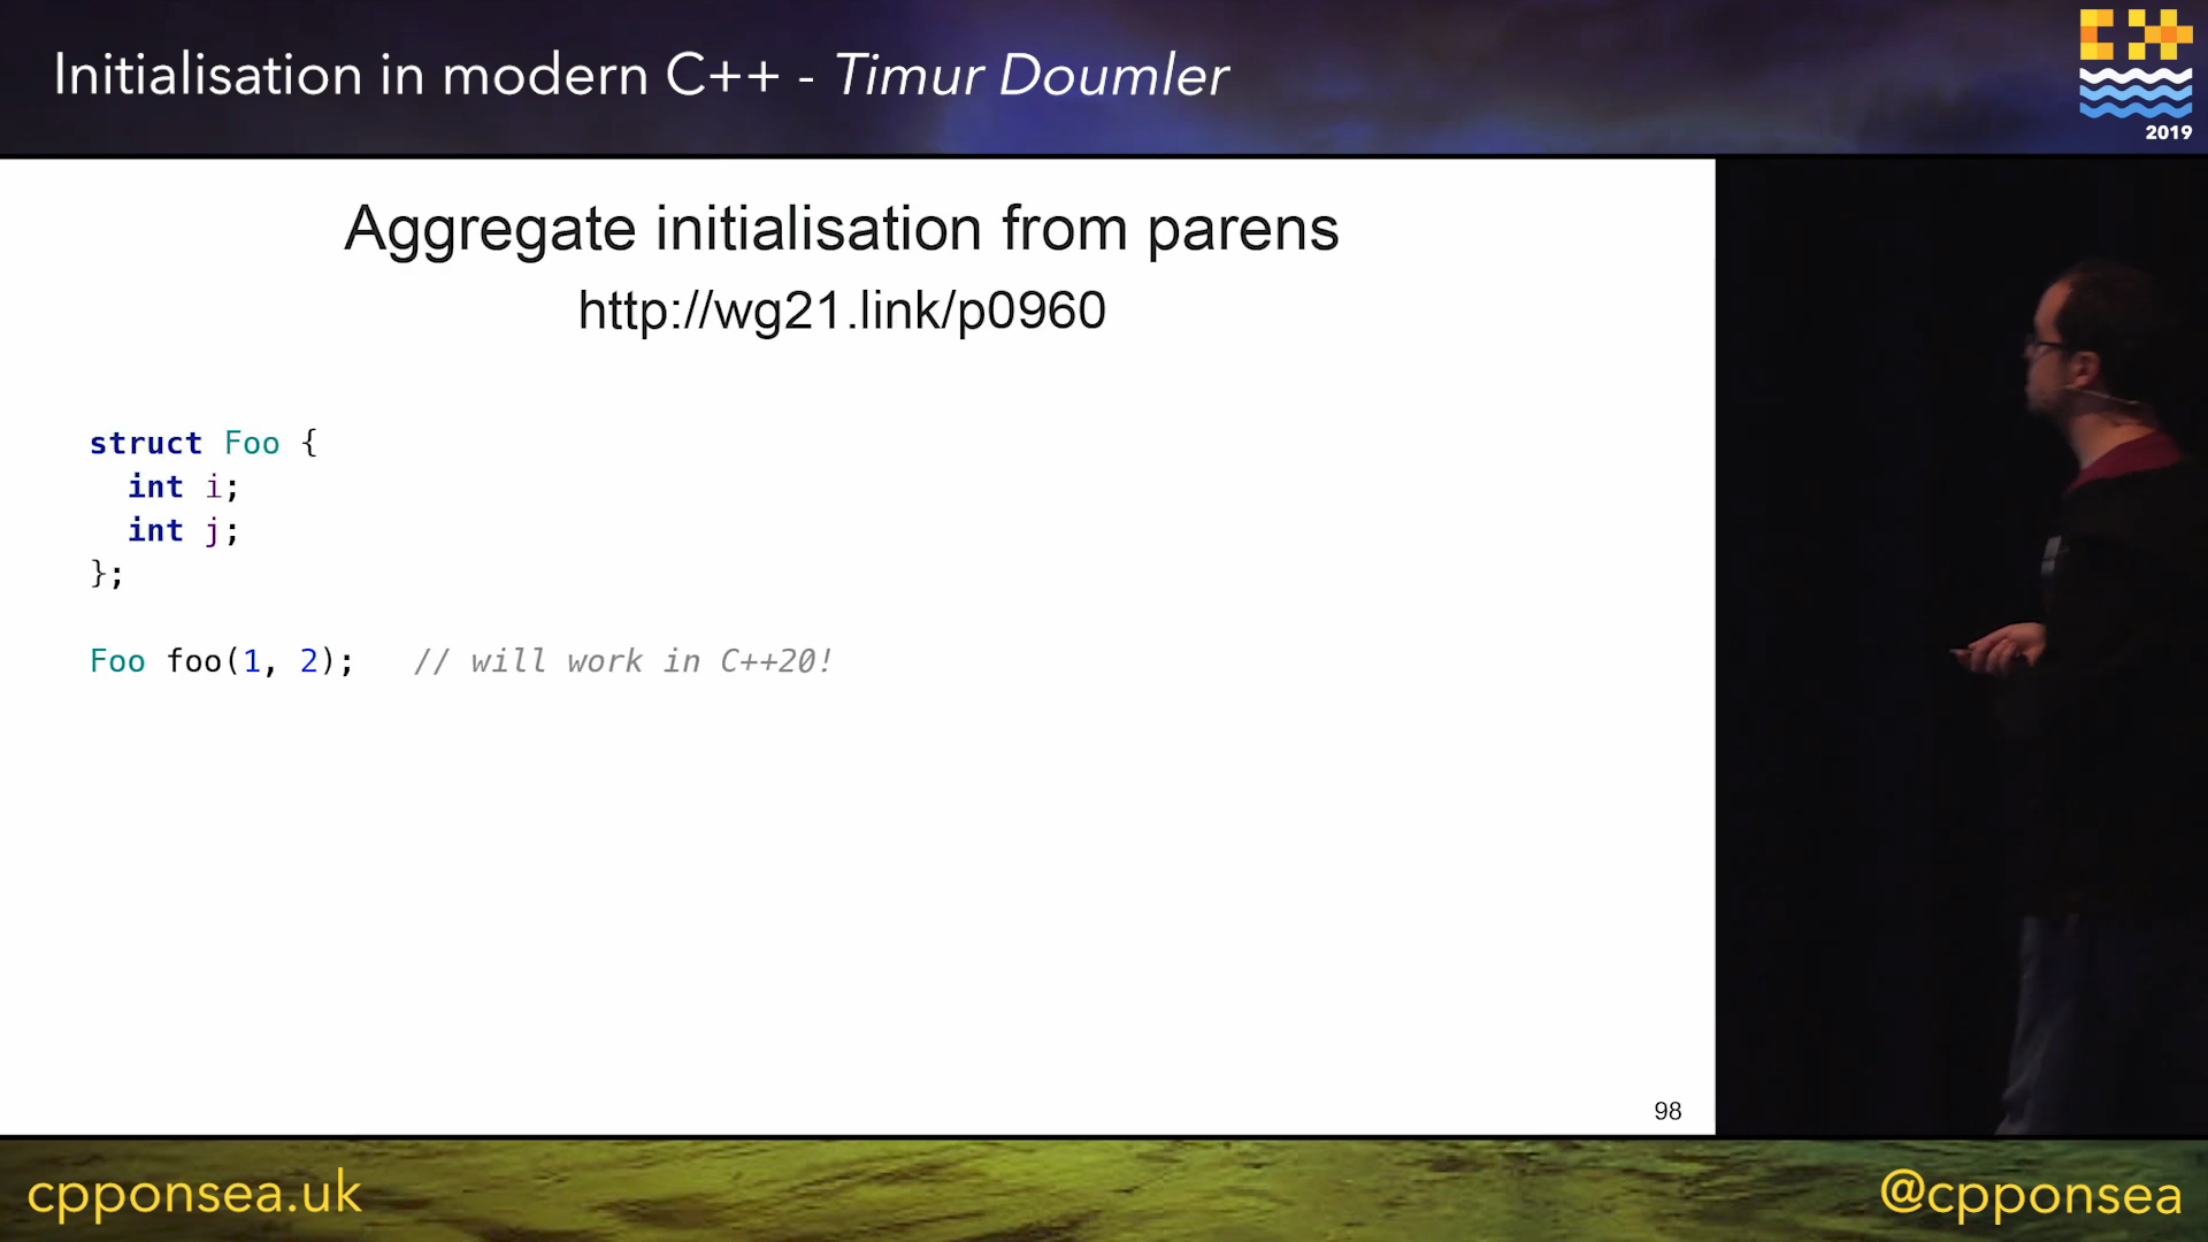 Initialisation in modern C++ - Timur Doumler
2019
Aggregate initialisation from parens
http://wg21.link/p0960
struct Foo {
  int i;
  int j;
};
Foo foo(1, 2);   // will work in C++20!
98
cpponsea.uk
@cpponsea